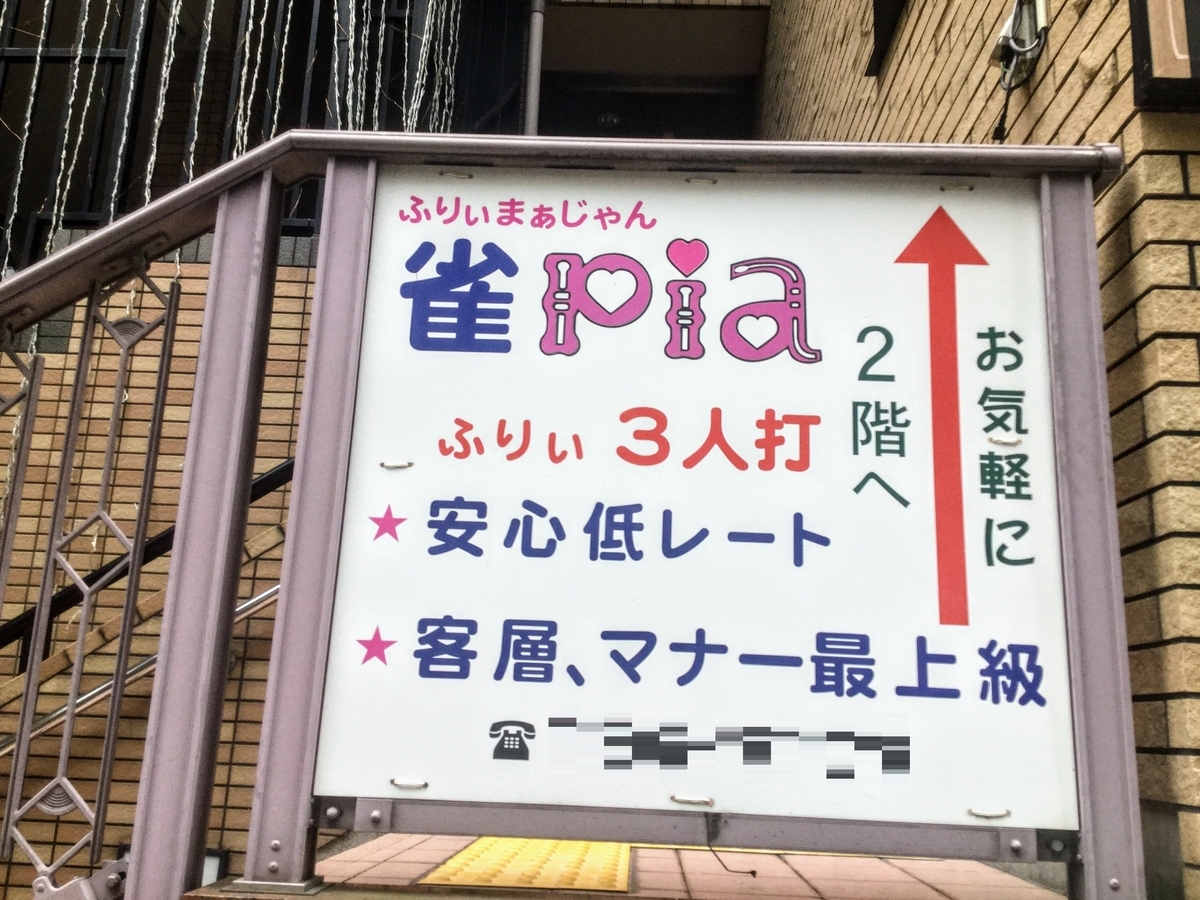 ふりぃまぁじゃん
雀pia
ふりぃ 3人打
★安心低レート
★客層、マナー最上級
☎
お気軽に
2階へ